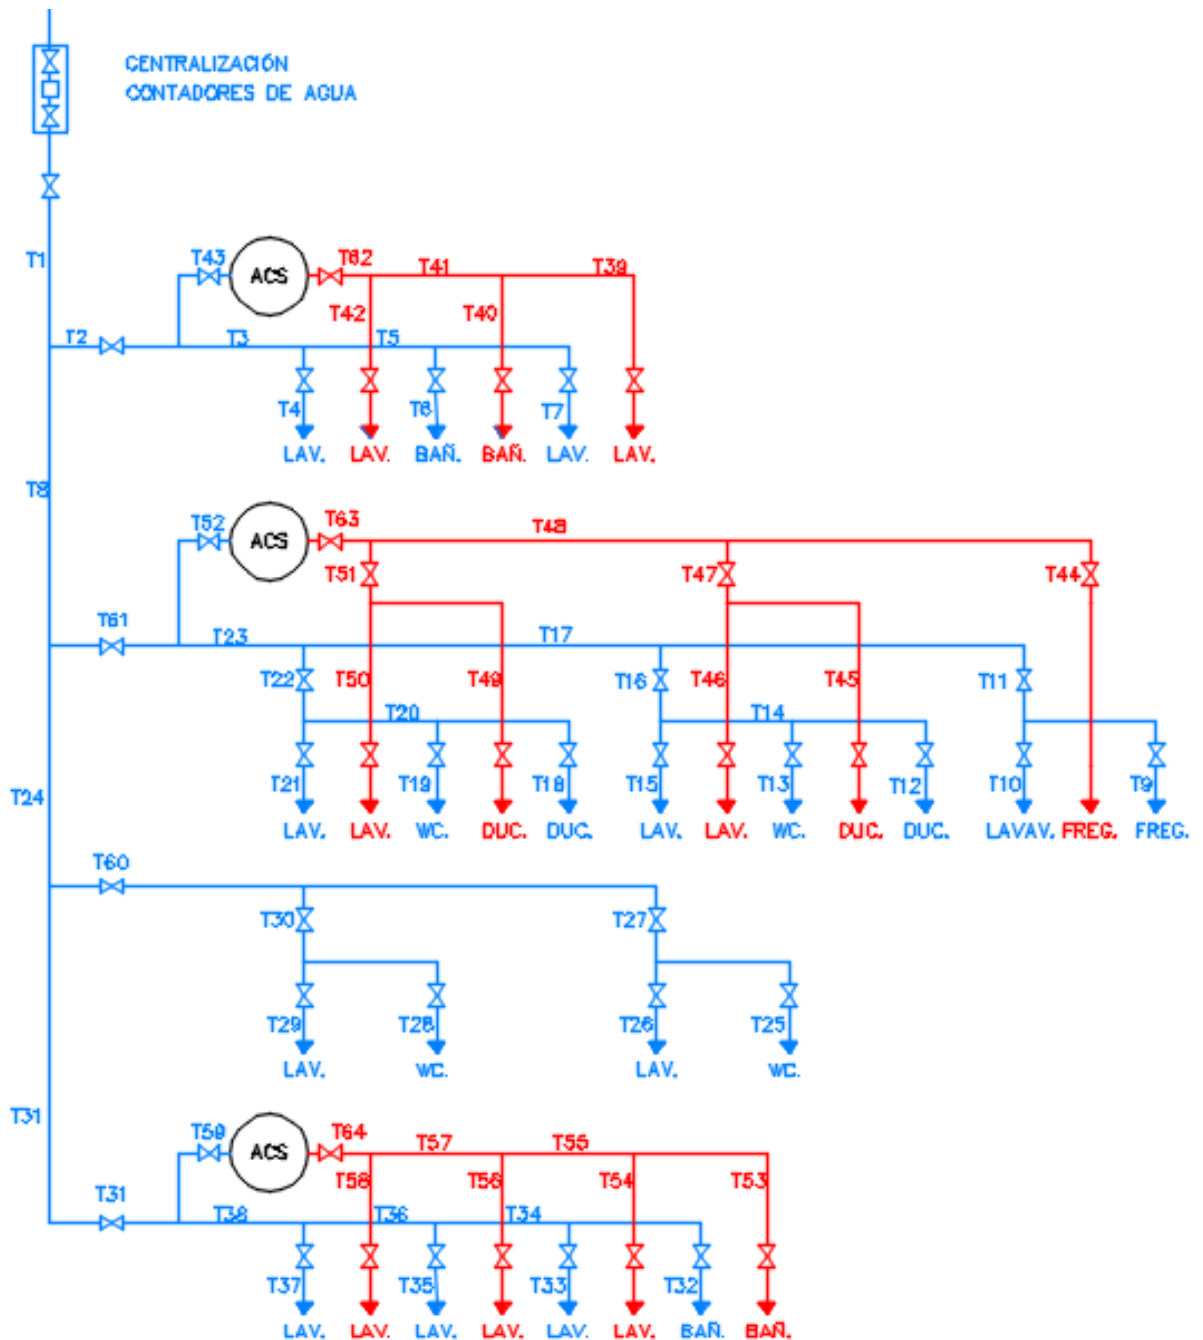 CENTRALIZACIÓN
CONTADORES DE AGUA
T1
T43
ACS
T62
T41
T39
T42
T40
T2
T3
T5
T4
T6
T7
LAV.
LAV.
BAÑ.
BAÑ.
LAV.
LAV.
T8
T52
ACS
T63
T48
T51
T47
T44
T61
T23
T17
T22
T50
T49
T16
T46
T45
T11
T20
T14
T21
T19
T18
T15
T13
T12
T10
T9
LAV.
LAV.
WC.
DUC.
DUC.
LAV.
LAV.
WC.
DUC.
DUC.
LAVAV.
FREG.
FREG.
T24
T60
T30
T27
T29
T28
T26
T25
LAV.
WC.
LAV.
WC.
T31
T59
ACS
T64
T57
T55
T58
T56
T54
T53
T31
T38
T36
T34
T37
T35
T33
T32
LAV.
LAV.
LAV.
LAV.
LAV.
LAV.
BAÑ.
BAÑ.